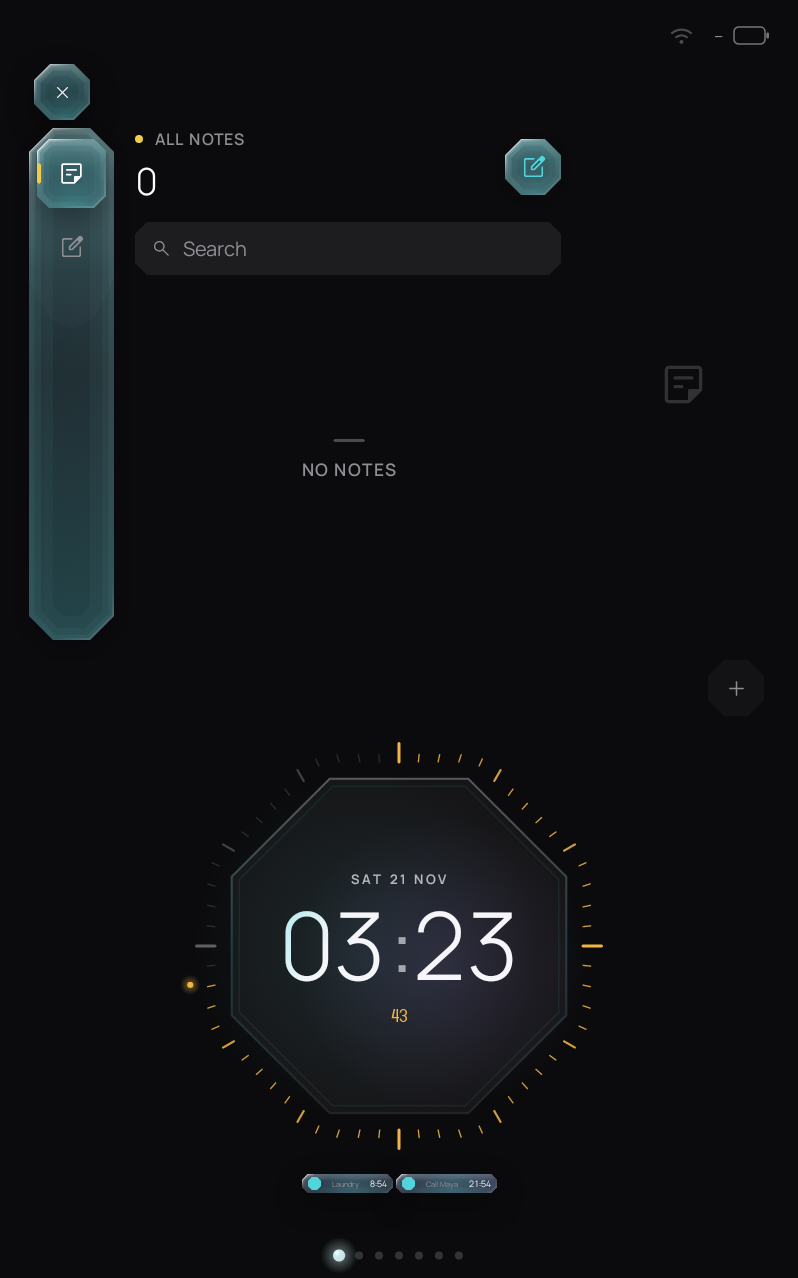 –
ALL NOTES
0
Search
NO NOTES
SAT 21 NOV
03:23
43
Laundry 8:54
Call Maya 21:54